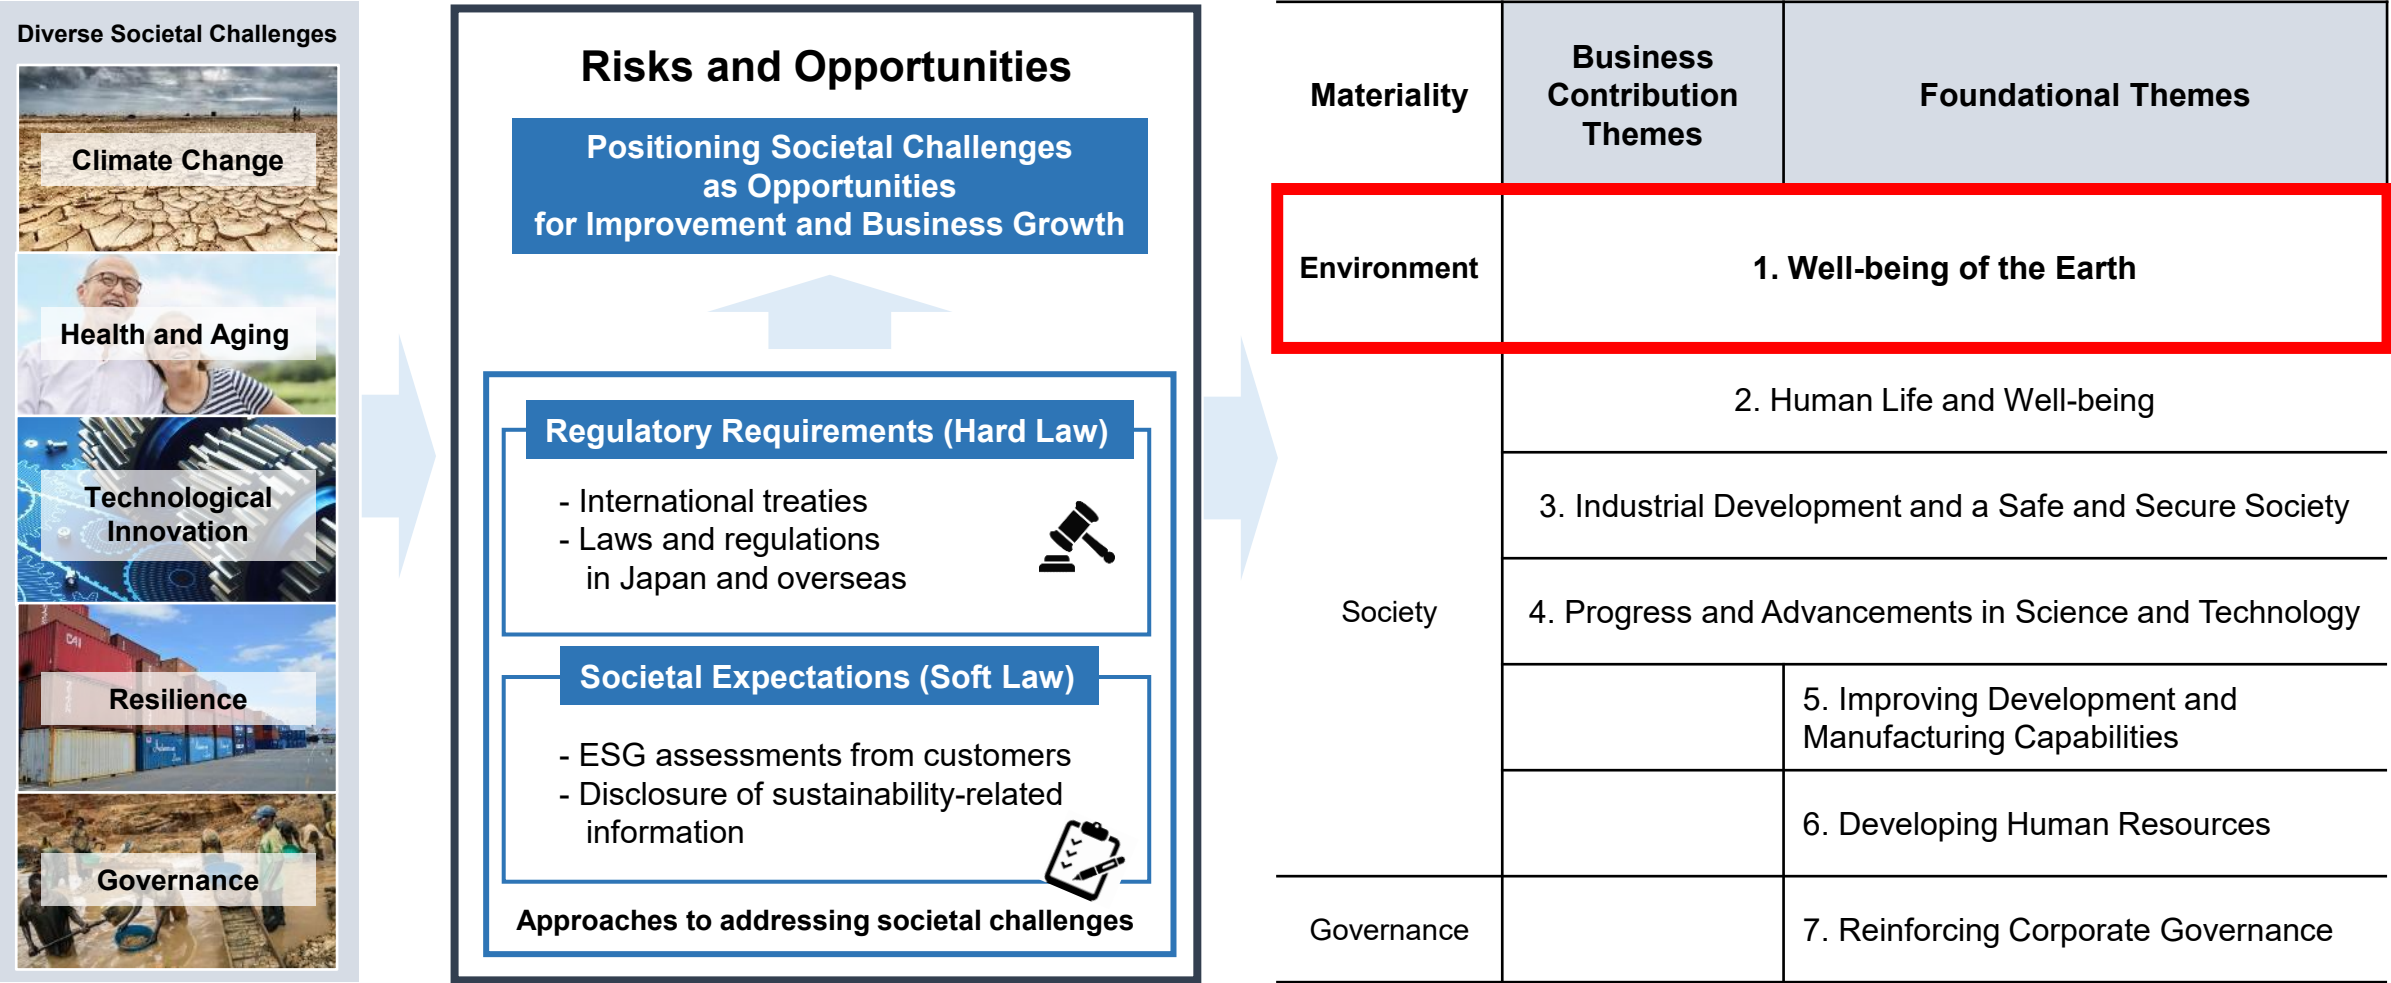 Diverse Societal Challenges
Climate Change
Health and Aging
Technological
Innovation
Resilience
Governance
Risks and Opportunities
Positioning Societal Challenges
as Opportunities
for Improvement and Business Growth
Regulatory Requirements (Hard Law)
- International treaties
- Laws and regulations
in Japan and overseas
Societal Expectations (Soft Law)
- ESG assessments from customers
- Disclosure of sustainability-related
information
Approaches to addressing societal challenges
Materiality
Business
Contribution
Themes
Foundational Themes
Environment
1. Well-being of the Earth
Society
2. Human Life and Well-being
3. Industrial Development and a Safe and Secure Society
4. Progress and Advancements in Science and Technology
5. Improving Development and
Manufacturing Capabilities
6. Developing Human Resources
Governance
7. Reinforcing Corporate Governance